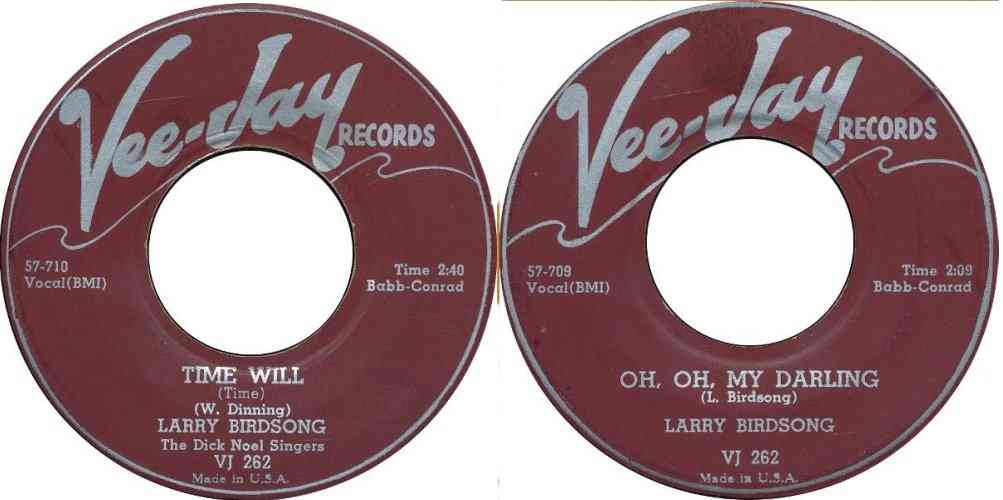 Vee-Jay
RECORDS
57-710
Vocal(BMI)
Time 2:40
Babb-Conrad
TIME WILL
(Time)
(W. Dinning)
LARRY BIRDSONG
The Dick Noel Singers
VJ 262
Made in U.S.A.
Vee-Jay
RECORDS
57-709
Vocal(BMI)
Time 2:09
Babb-Conrad
OH, OH, MY DARLING
(L. Birdsong)
LARRY BIRDSONG
VJ 262
Made in U.S.A.